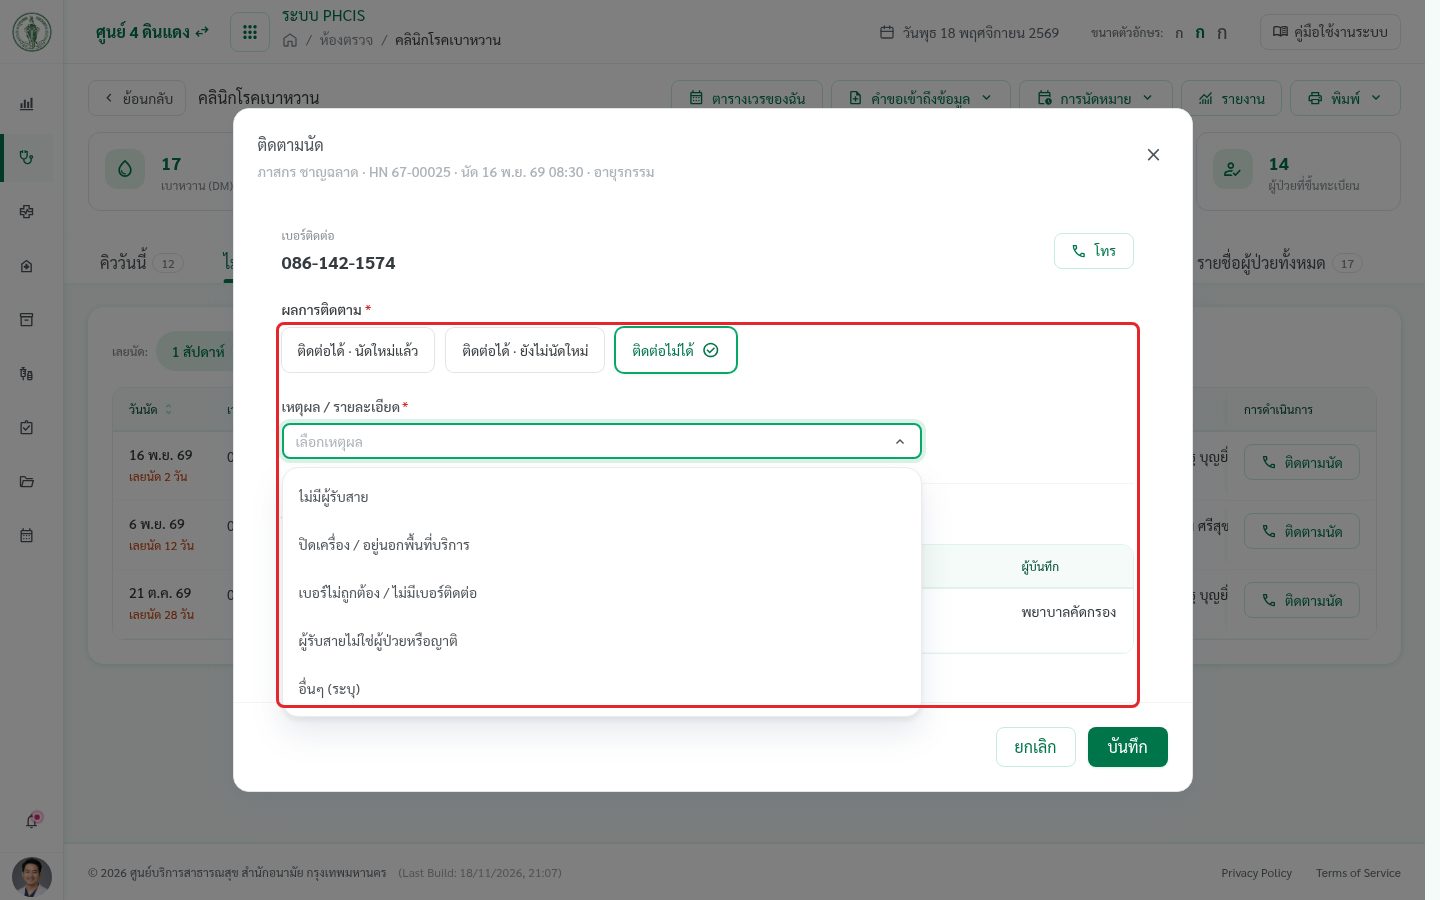 ศูนย์ 4 ดินแดง
ระบบ PHCIS
/ ห้องตรวจ / คลินิกโรคเบาหวาน
วันพุธ 18 พฤศจิกายน 2569
ขนาดตัวอักษร: ก ก ก
คู่มือใช้งานระบบ
ย้อนกลับ
คลินิกโรคเบาหวาน
ตารางเวรของฉัน
คำขอเข้าถึงข้อมูล
การนัดหมาย
รายงาน
พิมพ์
17
เบาหวาน (DM)
14
ผู้ป่วยที่ขึ้นทะเบียน
คิววันนี้ 12
รายชื่อผู้ป่วยทั้งหมด 17
ติดตามนัด
ภาสกร ชาญฉลาด · HN 67-00025 · นัด 16 พ.ย. 69 08:30 · อายุรกรรม
เบอร์ติดต่อ
086-142-1574
โทร
ผลการติดตาม *
ติดต่อได้ · นัดใหม่แล้ว
ติดต่อได้ · ยังไม่นัดใหม่
ติดต่อไม่ได้
เหตุผล / รายละเอียด *
เลือกเหตุผล
ไม่มีผู้รับสาย
ปิดเครื่อง / อยู่นอกพื้นที่บริการ
เบอร์ไม่ถูกต้อง / ไม่มีเบอร์ติดต่อ
ผู้รับสายไม่ใช่ผู้ป่วยหรือญาติ
อื่นๆ (ระบุ)
ผู้บันทึก
พยาบาลคัดกรอง
ยกเลิก
บันทึก
เลยนัด: 1 สัปดาห์
วันนัด
การดำเนินการ
16 พ.ย. 69
เลยนัด 2 วัน
ติดตามนัด
6 พ.ย. 69
เลยนัด 12 วัน
ศรีสุข
ติดตามนัด
21 ต.ค. 69
เลยนัด 28 วัน
ติดตามนัด
© 2026 ศูนย์บริการสาธารณสุข สำนักอนามัย กรุงเทพมหานคร (Last Build: 18/11/2026, 21:07)
Privacy Policy
Terms of Service